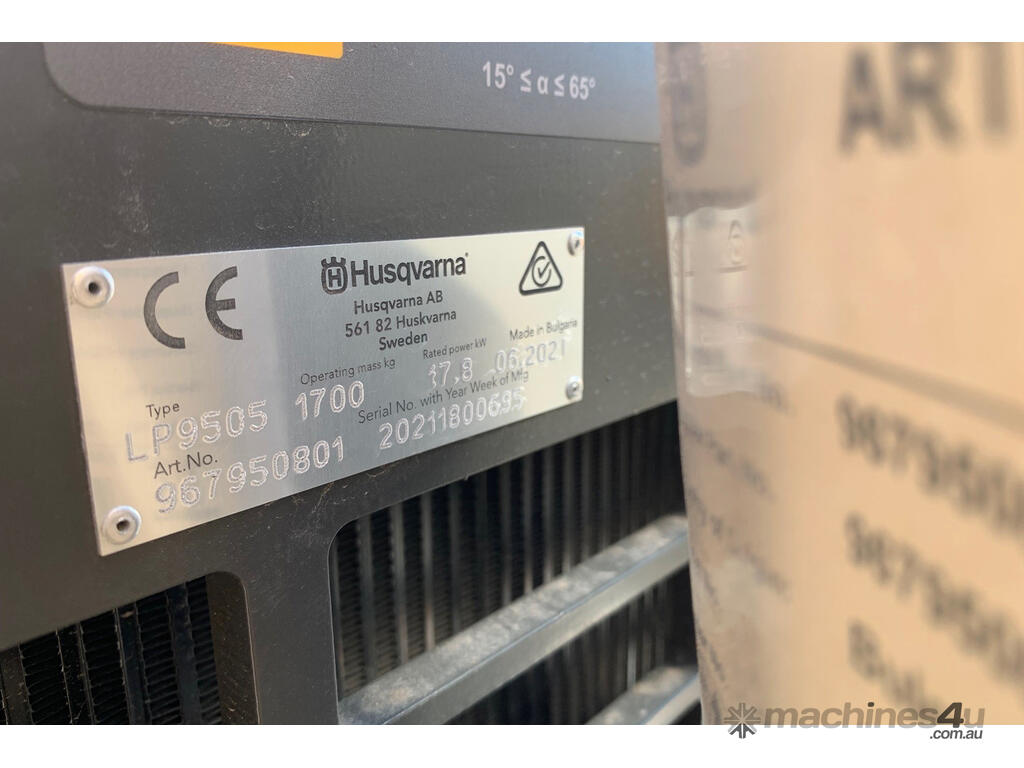 15° ≤ α ≤ 65°
CE
Husqvarna
Husqvarna AB
561 82 Huskvarna
Sweden
Made in Bulgaria
Operating mass kg
Rated power kW
Type
LP9505 1700 17,8 06.2021
Art.No.
Serial No. with Year Week of Mfg
967950801 20211800695
ART
machines4u
.com.au